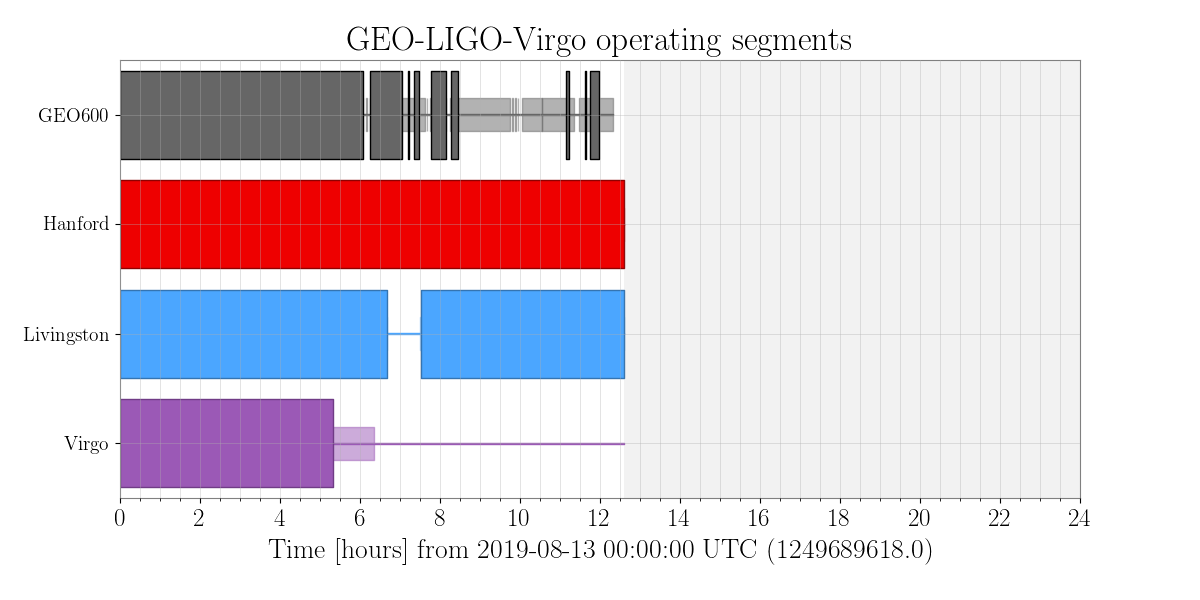 GEO-LIGO-Virgo operating segments
GEO600
Hanford
Livingston
Virgo
0 2 4 6 8 10 12 14 16 18 20 22 24
Time [hours] from 2019-08-13 00:00:00 UTC (1249689618.0)